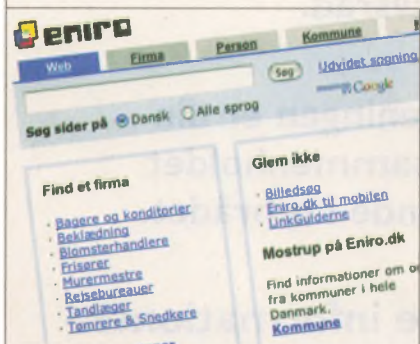 eniro
Web Firma Person Kommune
Søg Udvidet søgning
Google
Søg sider på Dansk Alle sprog
Find et firma
Bagere og konditorier
Beklædning
Blomsterhandlere
Frisører
Murermestre
Rejsebureauer
Tandlæger
Tømrere & Snedkere
Glem ikke
Billedsøg
Eniro.dk til mobilen
LinkGuiderne
Mostrup på Eniro.dk
Find informationer om
fra kommuner i hele
Danmark.
Kommune